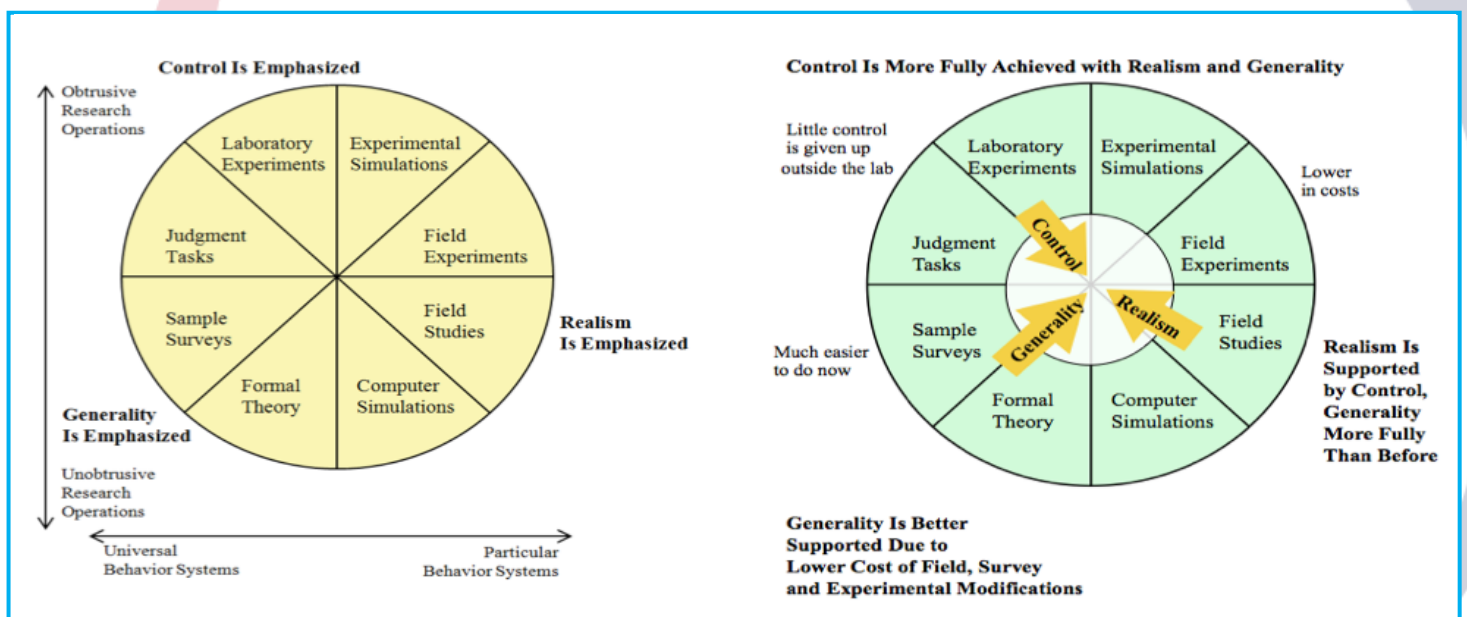 Control Is Emphasized
Obtrusive
Research
Operations
Laboratory
Experiments
Experimental
Simulations
Judgment
Tasks
Field
Experiments
Sample
Surveys
Field
Studies
Formal
Theory
Computer
Simulations
Realism
Is Emphasized
Generality
Is Emphasized
Unobtrusive
Research
Operations
Universal
Behavior Systems
Particular
Behavior Systems
Control Is More Fully Achieved with Realism and Generality
Little control
is given up
outside the lab
Laboratory
Experiments
Experimental
Simulations
Lower
in costs
Judgment
Tasks
Control
Field
Experiments
Sample
Surveys
Generality
Realism
Field
Studies
Much easier
to do now
Formal
Theory
Computer
Simulations
Realism Is
Supported
by Control,
Generality
More Fully
Than Before
Generality Is Better
Supported Due to
Lower Cost of Field, Survey
and Experimental Modifications